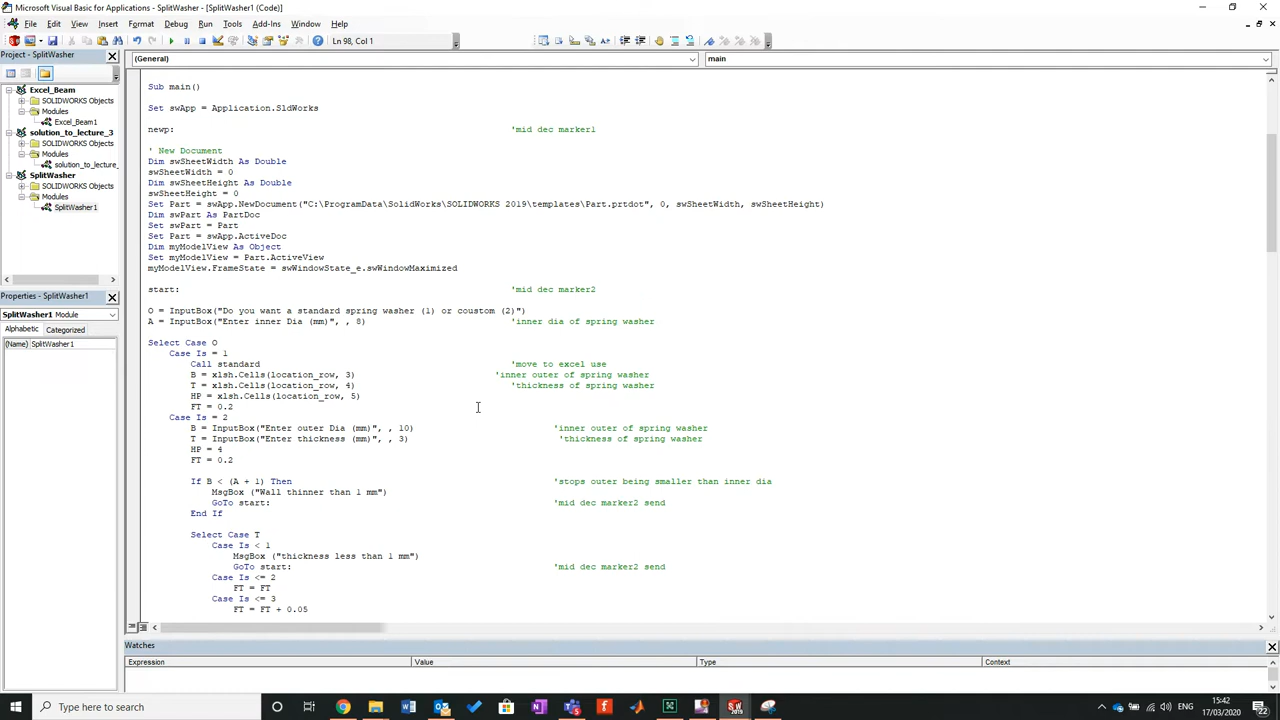 Microsoft Visual Basic for Applications - SplitWasher - [SplitWasher1 (Code)]
File Edit View Insert Format Debug Run Tools Add-Ins Window Help
Ln 98, Col 1
Project - SplitWasher
(General)
main
Excel_Beam
SOLIDWORKS Objects
Modules
Excel_Beam1
solution_to_lecture_3
SOLIDWORKS Objects
Modules
solution_to_lecture_
SplitWasher
SOLIDWORKS Objects
Modules
SplitWasher1
Properties - SplitWasher1
SplitWasher1 Module
Alphabetic Categorized
(Name) SplitWasher1
Sub main()
Set swApp = Application.SldWorks
newp: 'mid dec marker1
' New Document
Dim swSheetWidth As Double
swSheetWidth = 0
Dim swSheetHeight As Double
swSheetHeight = 0
Set Part = swApp.NewDocument("C:\ProgramData\SolidWorks\SOLIDWORKS 2019\templates\Part.prtdot", 0, swSheetWidth, swSheetHeight)
Dim swPart As PartDoc
Set swPart = Part
Set Part = swApp.ActiveDoc
Dim myModelView As Object
Set myModelView = Part.ActiveView
myModelView.FrameState = swWindowState_e.swWindowMaximized
start: 'mid dec marker2
O = InputBox("Do you want a standard spring washer (1) or coustom (2)")
A = InputBox("Enter inner Dia (mm)", , 8) 'inner dia of spring washer
Select Case O
Case Is = 1
Call standard 'move to excel use
B = xlsh.Cells(location_row, 3) 'inner outer of spring washer
T = xlsh.Cells(location_row, 4) 'thickness of spring washer
HP = xlsh.Cells(location_row, 5)
FT = 0.2
Case Is = 2
B = InputBox("Enter outer Dia (mm)", , 10) 'inner outer of spring washer
T = InputBox("Enter thickness (mm)", , 3) 'thickness of spring washer
HP = 4
FT = 0.2
If B < (A + 1) Then 'stops outer being smaller than inner dia
MsgBox ("Wall thinner than 1 mm")
GoTo start: 'mid dec marker2 send
End If
Select Case T
Case Is < 1
MsgBox ("thickness less than 1 mm")
GoTo start: 'mid dec marker2 send
Case Is <= 2
FT = FT
Case Is <= 3
FT = FT + 0.05
Watches
Expression Value Type Context
Type here to search
ENG
15:42
17/03/2020